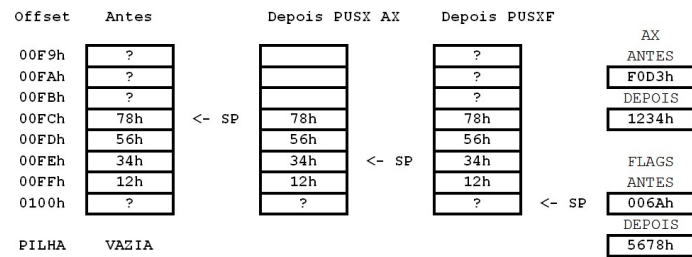 Offset Antes Depois PUSX AX Depois PUSXF
AX
00F9h ? ? ANTES
00FAh ? ? F0D3h
00FBh ? ? DEPOIS
00FCh 78h <- SP 78h 78h 1234h
00FDh 56h 56h 56h
00FEh 34h 34h <- SP 34h FLAGS
00FFh 12h 12h 12h ANTES
0100h ? ? ? <- SP 006Ah
DEPOIS
PILHA VAZIA 5678h